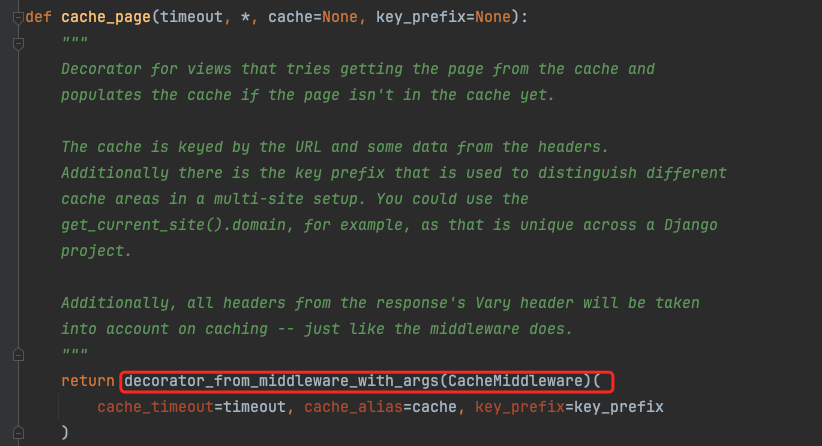 def cache_page(timeout, *, cache=None, key_prefix=None):
"""
Decorator for views that tries getting the page from the cache and
populates the cache if the page isn't in the cache yet.
The cache is keyed by the URL and some data from the headers.
Additionally there is the key prefix that is used to distinguish different
cache areas in a multi-site setup. You could use the
get_current_site().domain, for example, as that is unique across a Django
project.
Additionally, all headers from the response's Vary header will be taken
into account on caching -- just like the middleware does.
"""
return decorator_from_middleware_with_args(CacheMiddleware)(
cache_timeout=timeout, cache_alias=cache, key_prefix=key_prefix
)